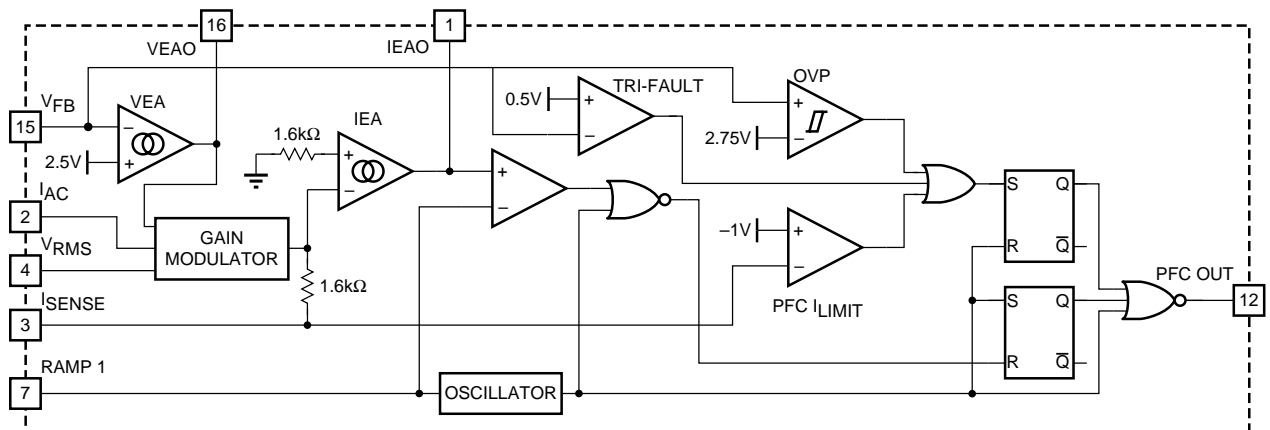 16
1
VEAO
IEAO
VFB
VEA
15
2.5V
−
+
IAC
2
VRMS
4
ISENSE
3
RAMP 1
7
GAIN
MODULATOR
1.6kΩ
1.6kΩ
IEA
+
−
+
−
OSCILLATOR
TRI-FAULT
0.5V
+
−
OVP
+
2.75V
−
–1V
+
−
PFC ILIMIT
S
Q
R
Q
S
Q
R
Q
PFC OUT
12